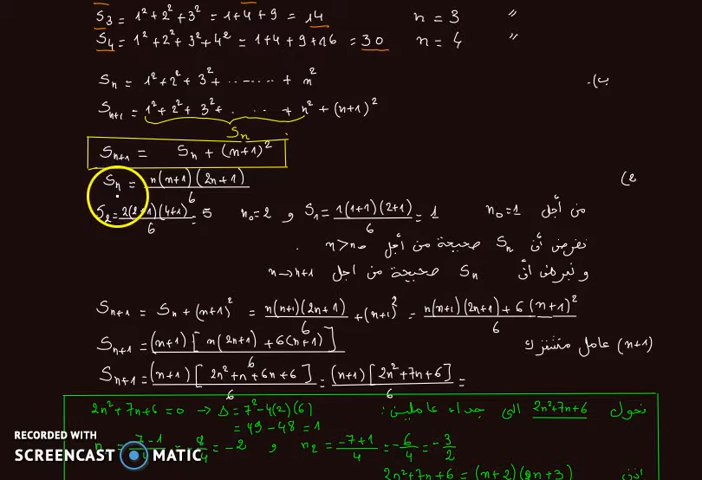 S3 = 1² + 2² + 3² = 1+4+9 = 14 n = 3 "
S4 = 1² + 2² + 3² + 4² = 1+4+9+16 = 30 n = 4 "
Sn = 1² + 2² + 3² + ........ + n² ب).
Sn+1 = 1² + 2² + 3² + . ... + n² + (n+1)²
Sn
Sn+1 = Sn + (n+1)²
Sn = n(n+1)(2n+1)/6
S2 = 2(2+1)(4+1)/6 = 5 n0=2 و S1 = 1(1+1)(2+1)/6 = 1 n0=1 من أجل
نفرض أنّ Sn صحيحة من أجل n>n0 .
و نبرهن أنّ Sn صحيحة من اجل n→n+1
Sn+1 = Sn + (n+1)² = n(n+1)(2n+1)/6 + (n+1)² = n(n+1)(2n+1) + 6(n+1)²/6
Sn+1 = (n+1)[n(2n+1) + 6(n+1)]/6 (n+1) عامل مشترك
Sn+1 = (n+1)[2n²+n+6n+6]/6 = (n+1)[2n²+7n+6]/6 =
2n²+7n+6=0 → Δ = 7²-4(2)(6) نحول 2n²+7n+6 الى جداء عاملين:
= 49-48 = 1
= -2 و n2 = -7+1/4 = -6/4 = -3/2
2n²+7n+6 = (n+2)(2n+3) اذن
RECORDED WITH
SCREENCAST MATIC